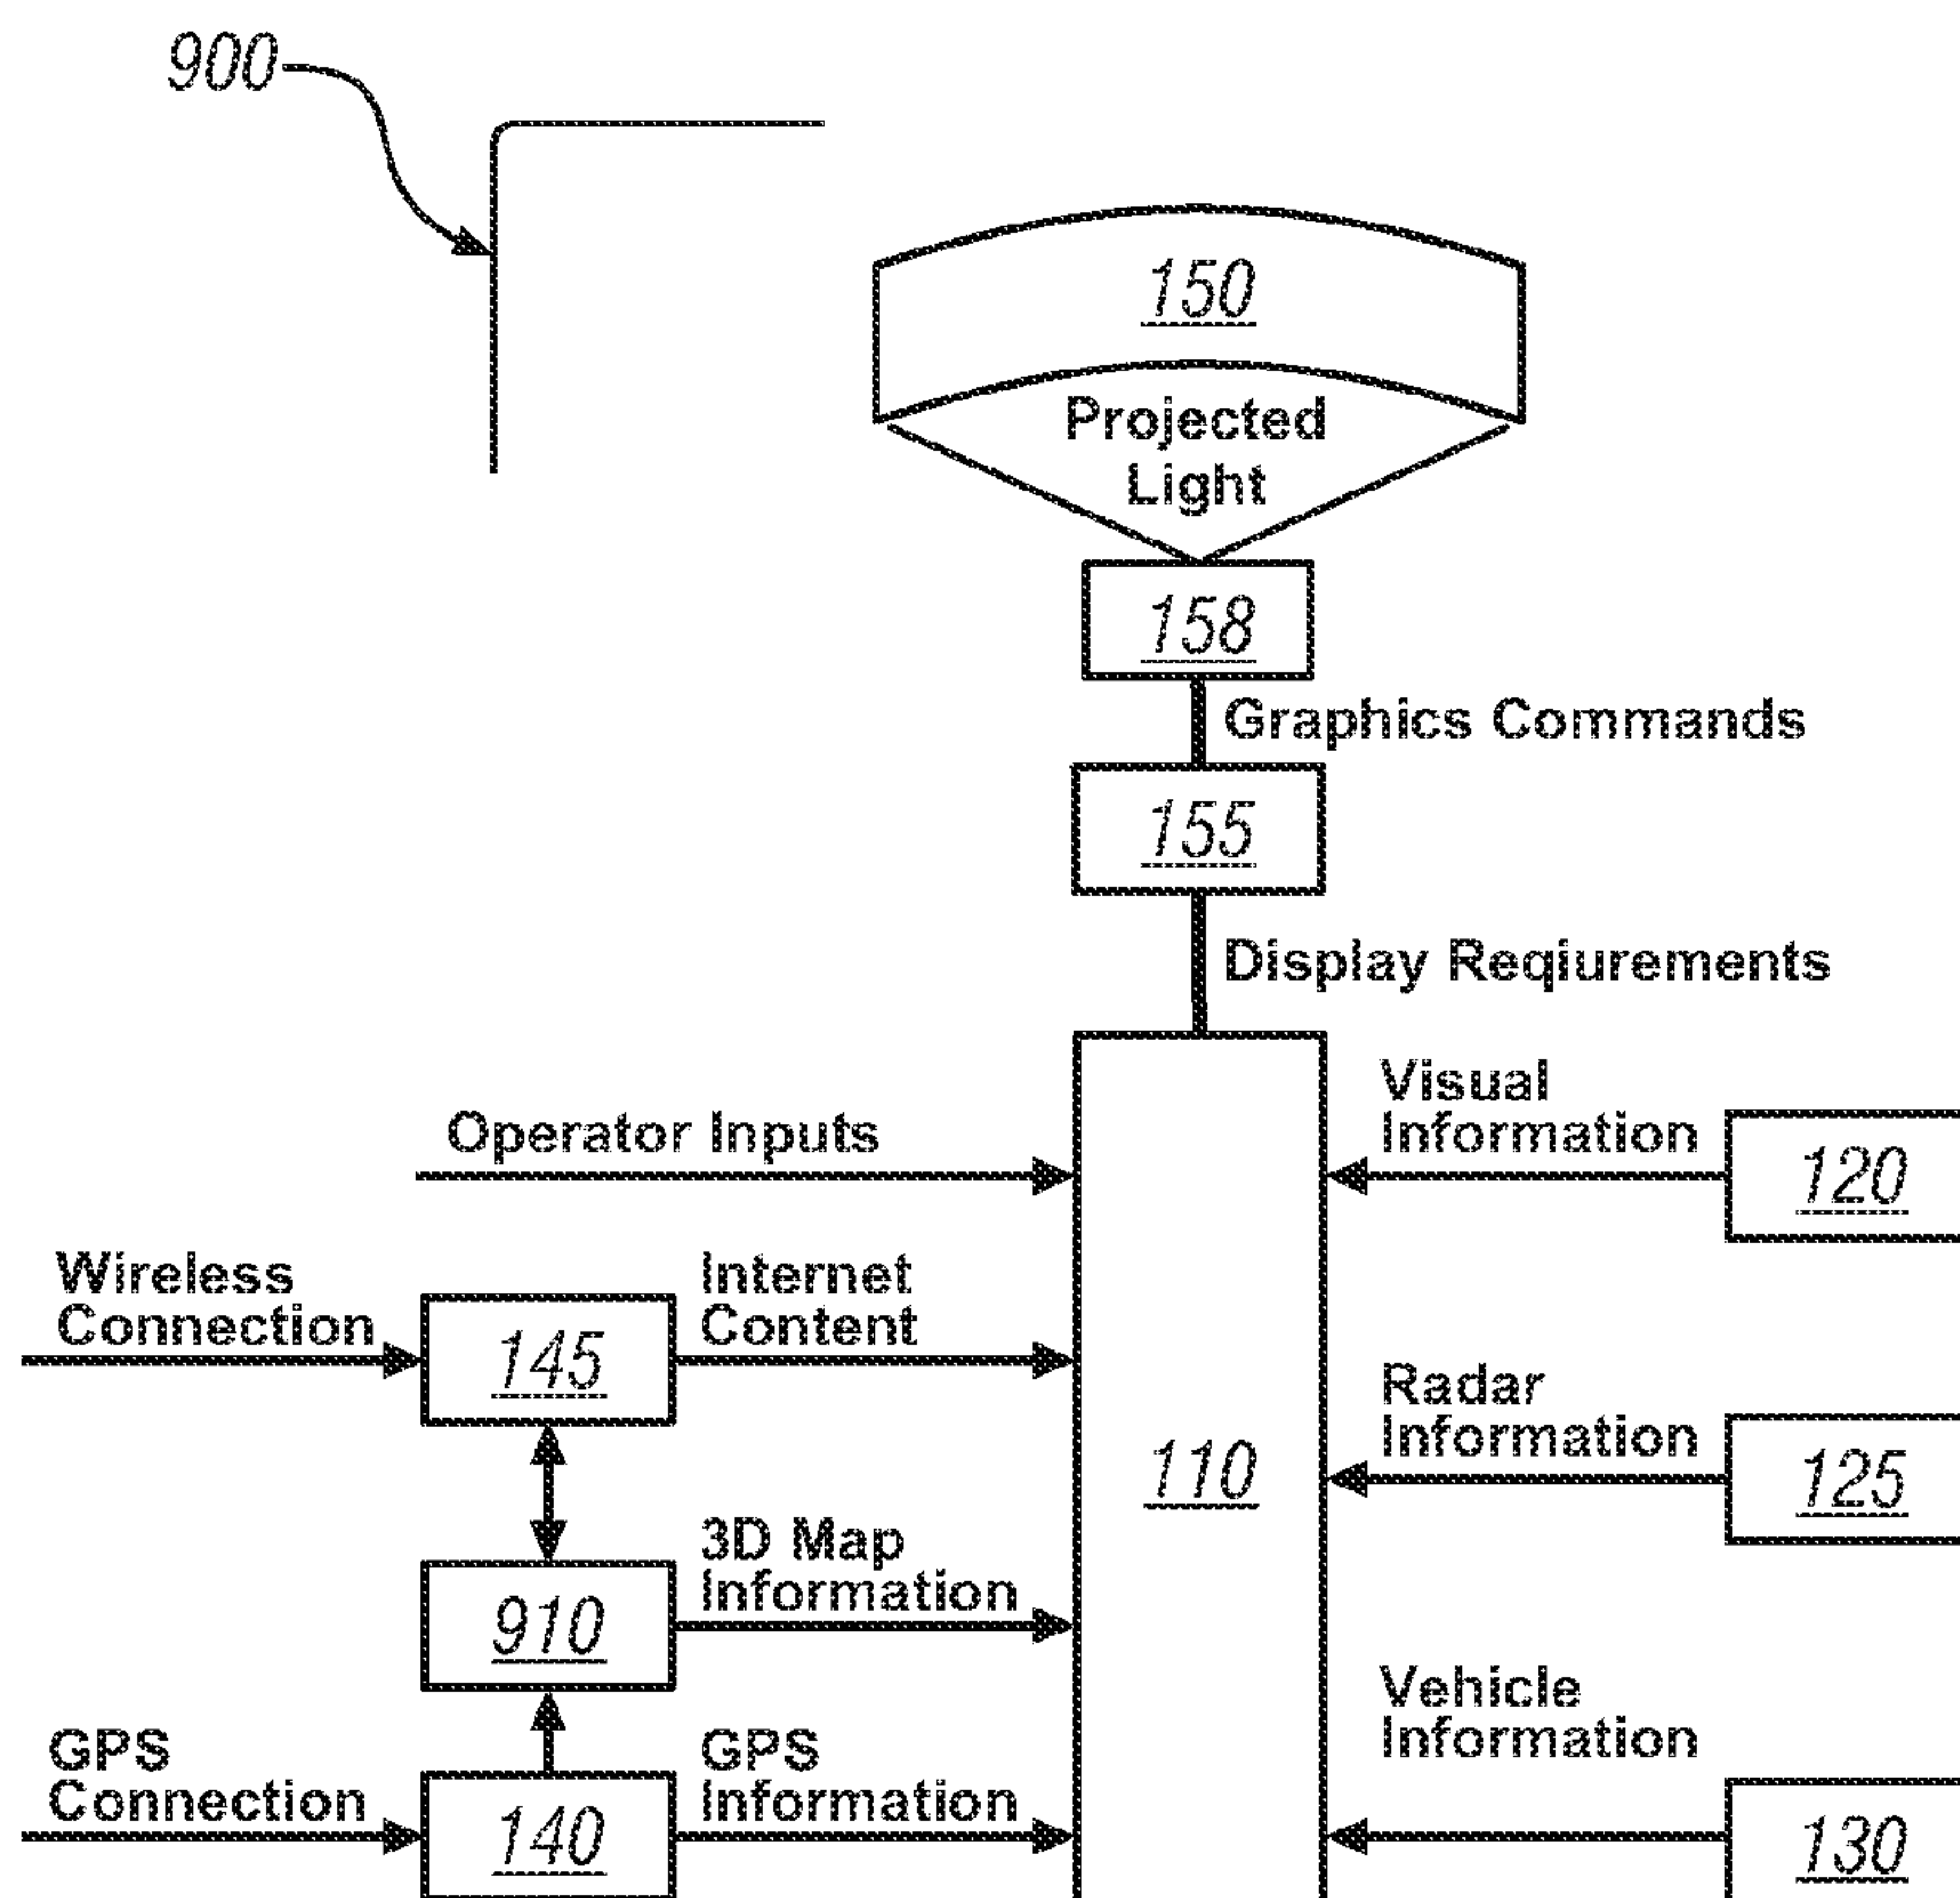 900
150
Projected
Light
158
Graphics Commands
155
Display Reqiurements
Operator Inputs
Visual
Information
120
Wireless
Connection
145
Internet
Content
110
Radar
Information
125
3D Map
Information
910
Vehicle
Information
130
GPS
Connection
140
GPS
Information